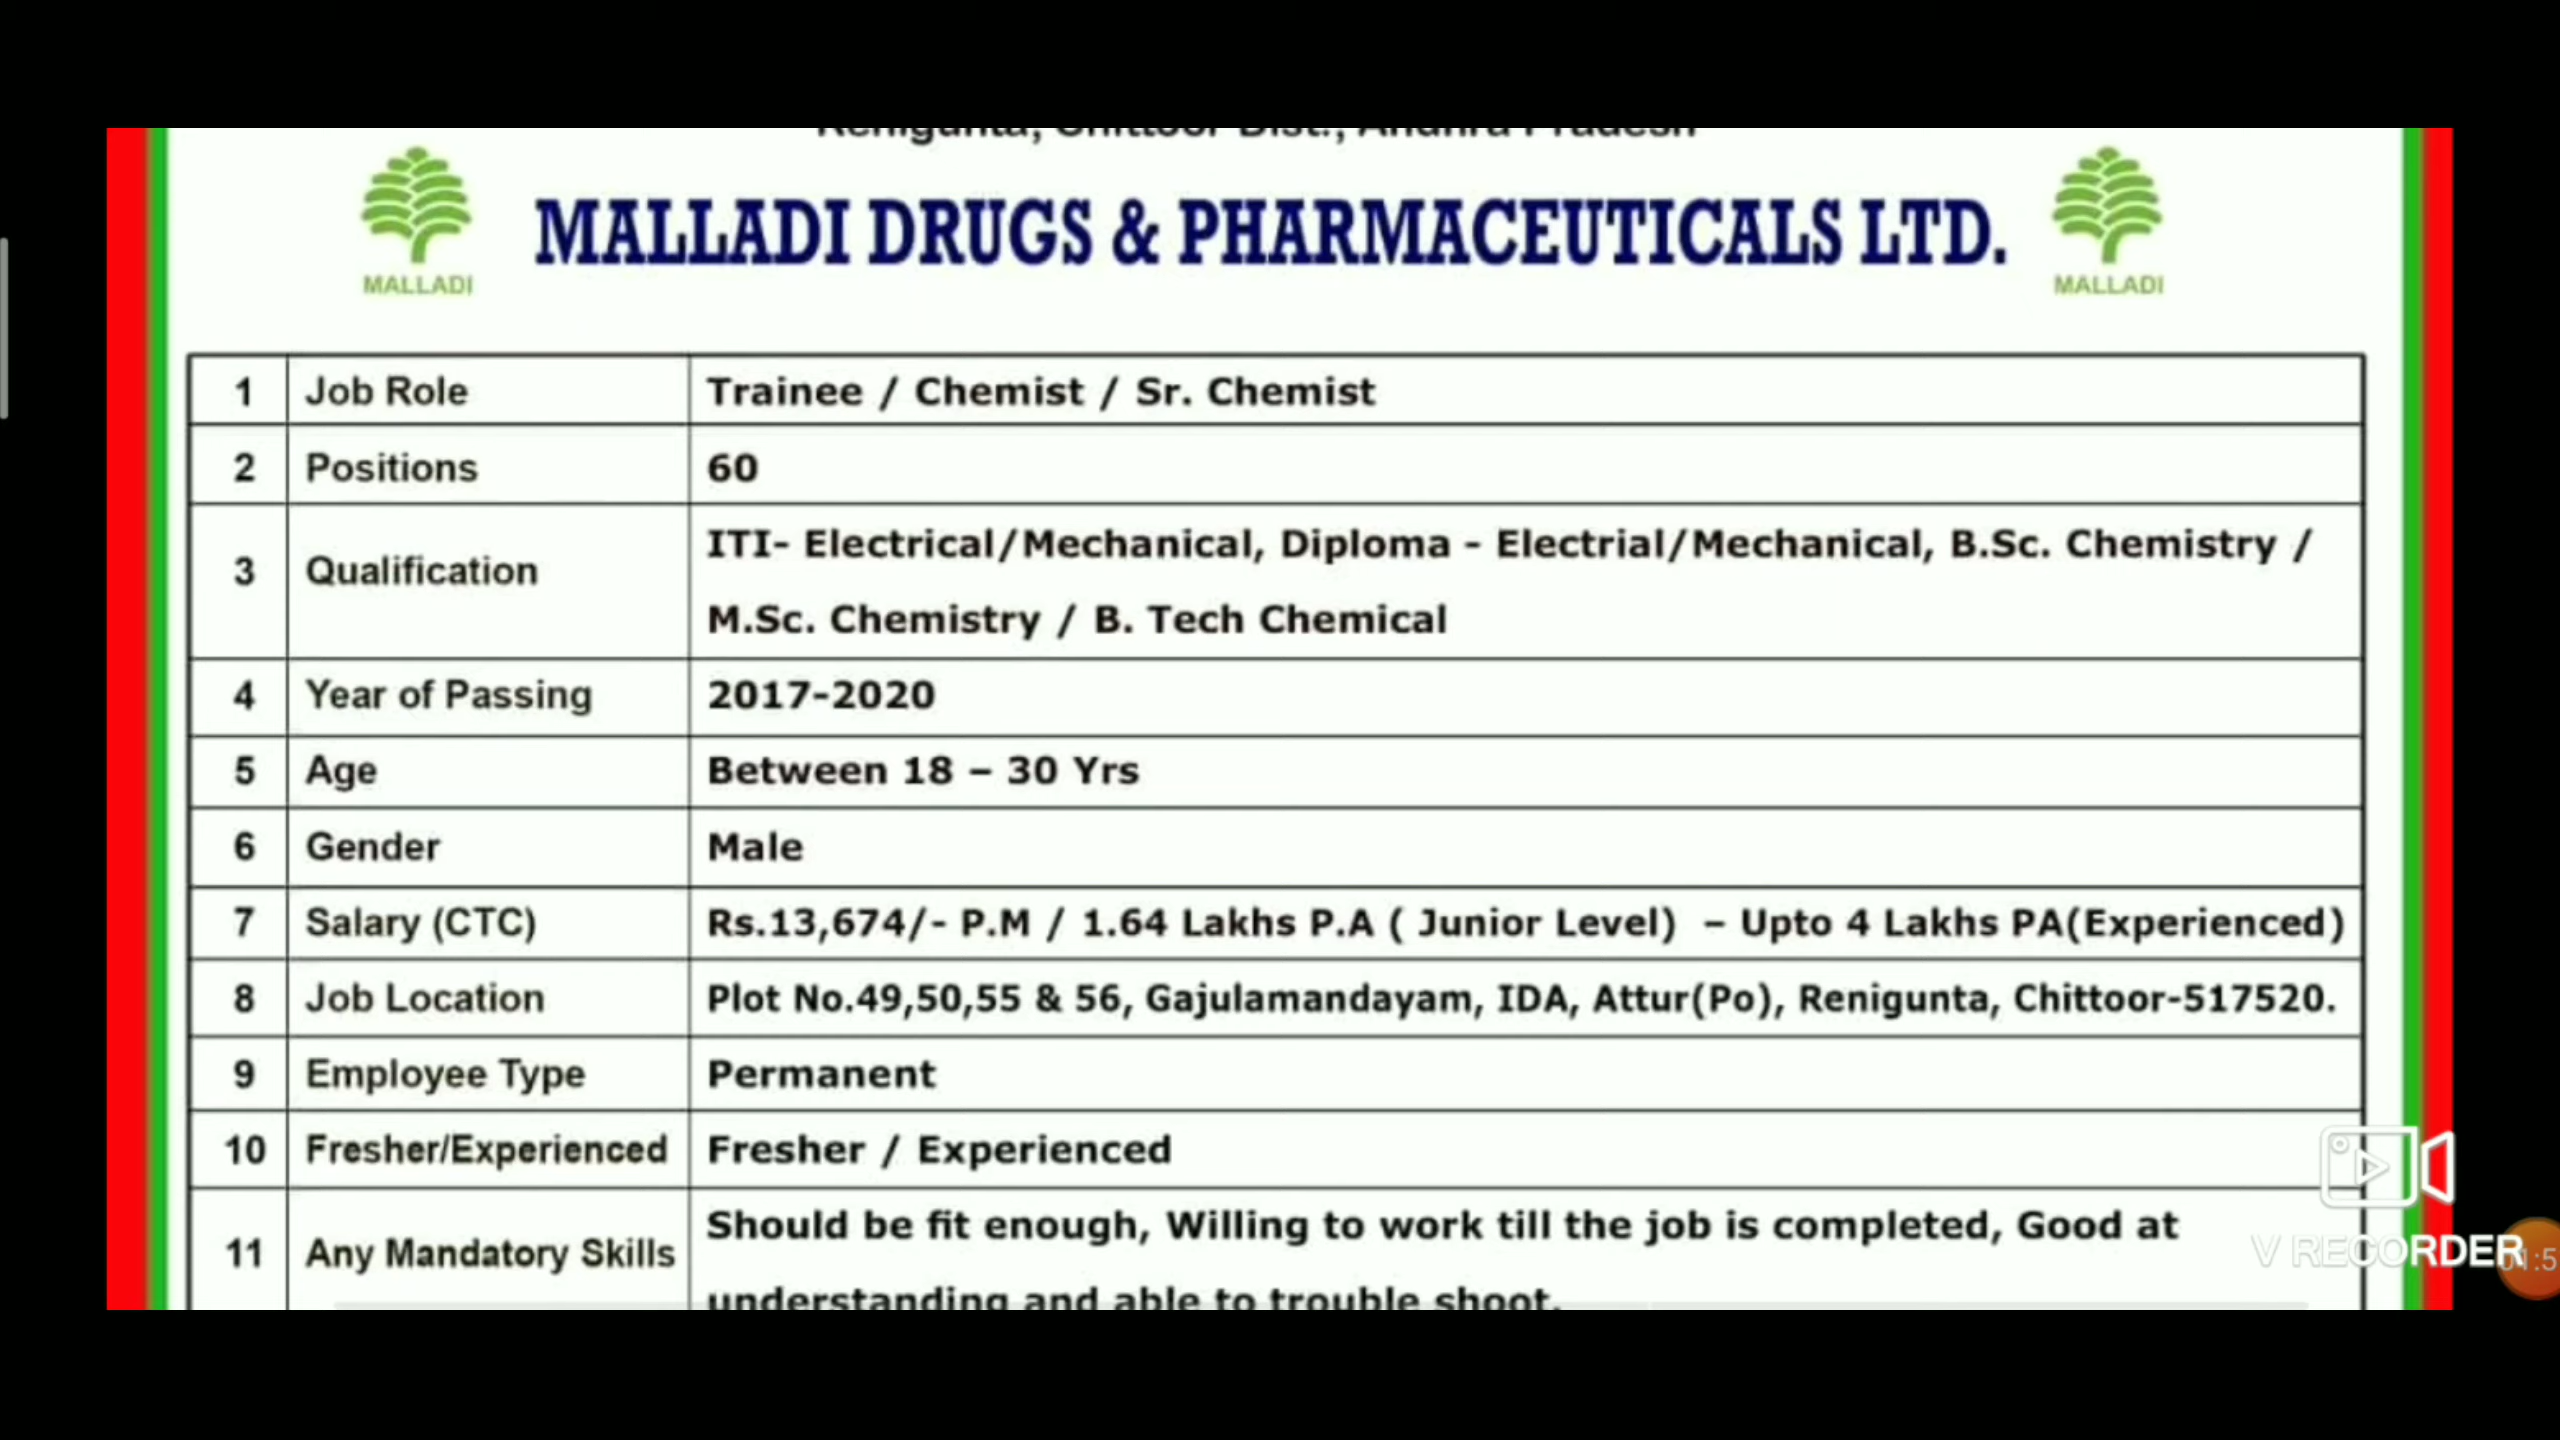 Renigunta, Chittoor Dist., Andhra Pradesh
MALLADI
MALLADI DRUGS & PHARMACEUTICALS LTD.
MALLADI
1 Job Role Trainee / Chemist / Sr. Chemist
2 Positions 60
3 Qualification ITI- Electrical/Mechanical, Diploma - Electrial/Mechanical, B.Sc. Chemistry /
M.Sc. Chemistry / B. Tech Chemical
4 Year of Passing 2017-2020
5 Age Between 18 – 30 Yrs
6 Gender Male
7 Salary (CTC) Rs.13,674/- P.M / 1.64 Lakhs P.A ( Junior Level) – Upto 4 Lakhs PA(Experienced)
8 Job Location Plot No.49,50,55 & 56, Gajulamandayam, IDA, Attur(Po), Renigunta, Chittoor-517520.
9 Employee Type Permanent
10 Fresher/Experienced Fresher / Experienced
11 Any Mandatory Skills Should be fit enough, Willing to work till the job is completed, Good at
understanding and able to trouble shoot.
V RECORDER